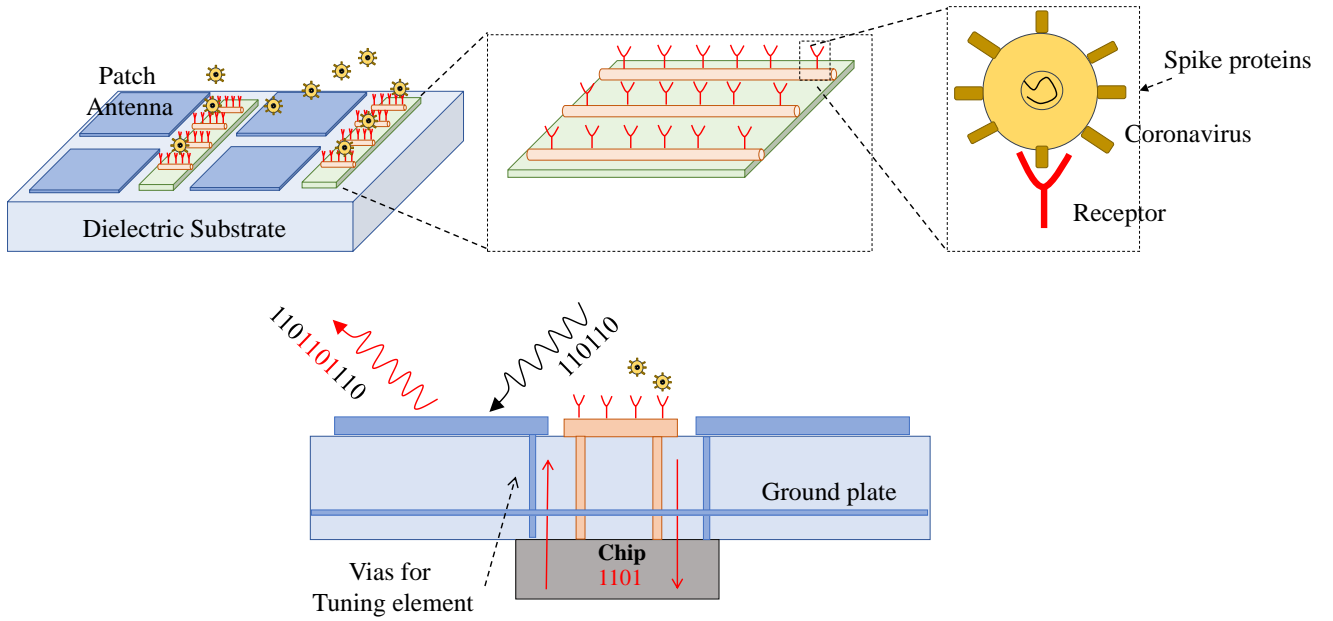 Patch
Antenna
Dielectric Substrate
Spike proteins
Coronavirus
Receptor
1101101110
110110
Ground plate
Chip
1101
Vias for
Tuning element